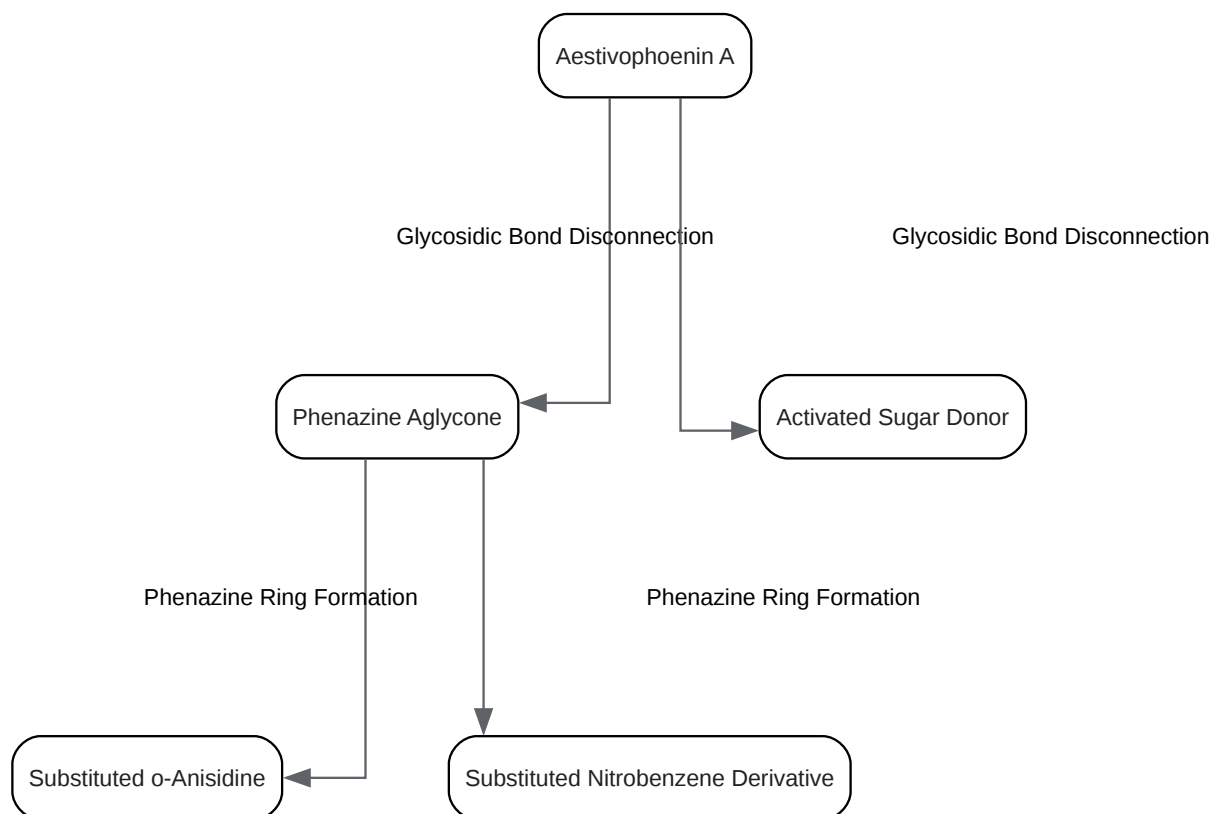 Aestivophoenin A
Glycosidic Bond Disconnection
Glycosidic Bond Disconnection
Phenazine Aglycone
Activated Sugar Donor
Phenazine Ring Formation
Phenazine Ring Formation
Substituted o-Anisidine
Substituted Nitrobenzene Derivative